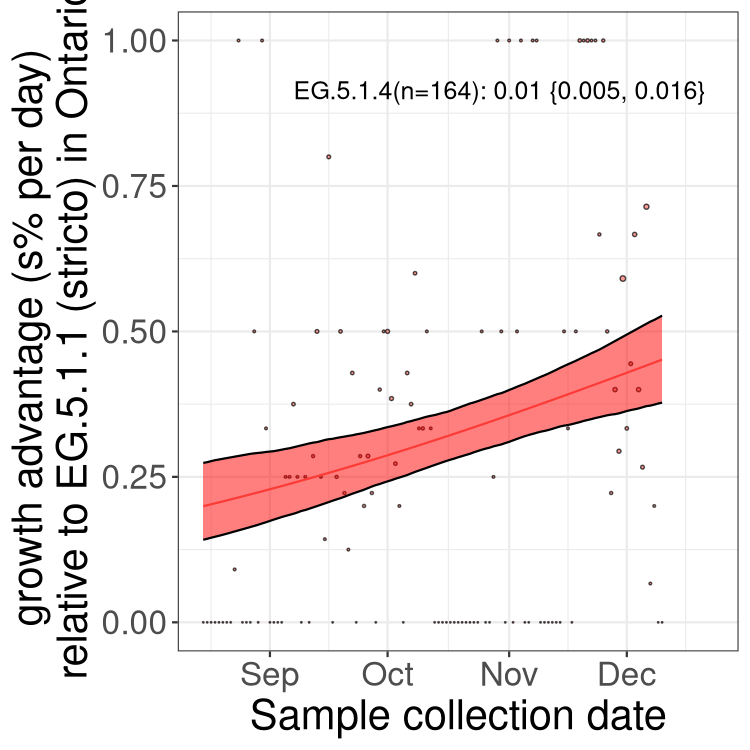 growth advantage (s% per day)
relative to EG.5.1.1 (stricto) in Ontario
1.00
0.75
0.50
0.25
0.00
EG.5.1.4(n=164): 0.01 {0.005, 0.016}
Sep Oct Nov Dec
Sample collection date